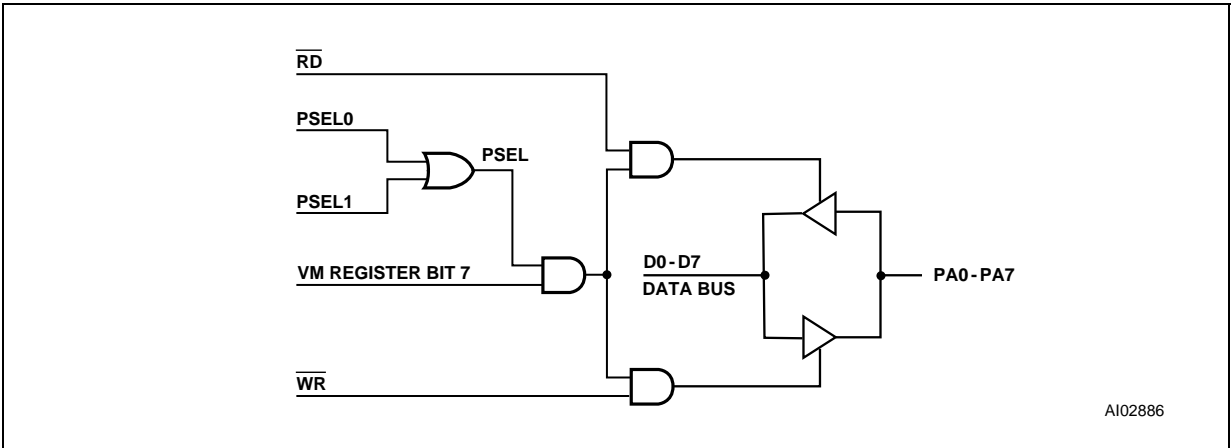 RD
PSEL0
PSEL
PSEL1
VM REGISTER BIT 7
D0 - D7
DATA BUS
PA0 - PA7
WR
AI02886